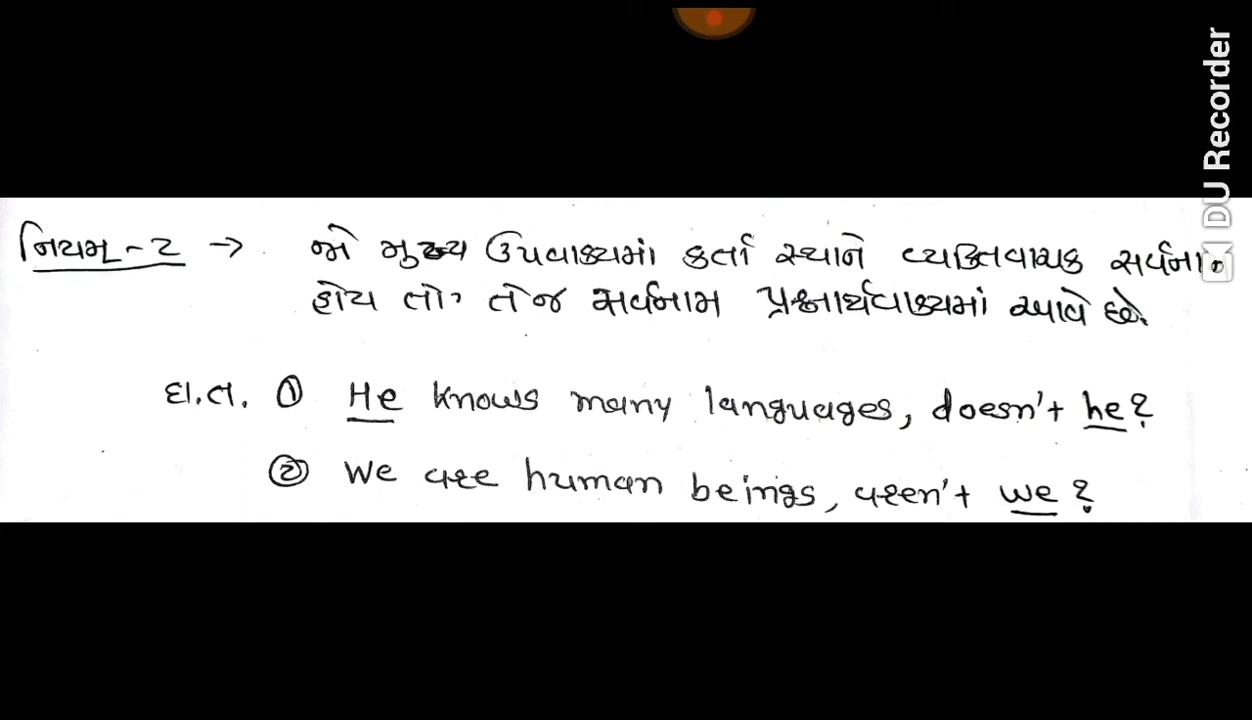 નિયમ-૨ → જો મુખ્ય ઉપવાક્યમાં કર્તા સ્થાને વ્યક્તિવાચક સર્વનામ
હોય તો, તે જ સર્વનામ પ્રશ્નાર્થવાક્યમાં આવે છે.
દા.ત. ① He knows many languages, doesn't he?
② We are human beings, aren't we?
DU Recorder